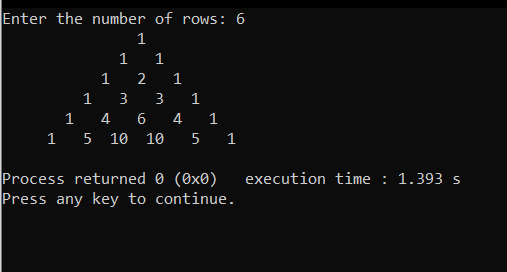 Enter the number of rows: 6
               1
             1   1
           1   2   1
         1   3   3   1
       1   4   6   4   1
     1   5  10  10   5   1
Process returned 0 (0x0)   execution time : 1.393 s
Press any key to continue.